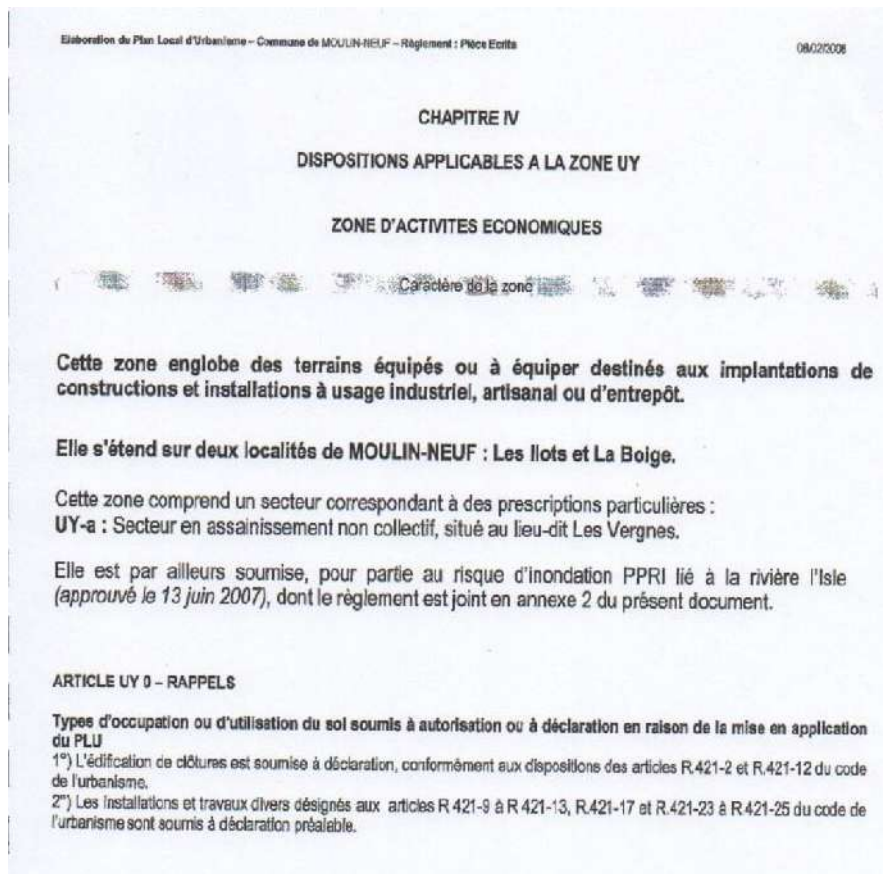 Elaboration du Plan Local d'Urbanisme – Commune de MOULIN-NEUF – Règlement : Pièce Ecrite
08/02/2008
CHAPITRE IV
DISPOSITIONS APPLICABLES A LA ZONE UY
ZONE D'ACTIVITES ECONOMIQUES
Caractère de la zone
Cette zone englobe des terrains équipés ou à équiper destinés aux implantations de
constructions et installations à usage industriel, artisanal ou d'entrepôt.
Elle s'étend sur deux localités de MOULIN-NEUF : Les Ilots et La Boige.
Cette zone comprend un secteur correspondant à des prescriptions particulières :
UY-a : Secteur en assainissement non collectif, situé au lieu-dit Les Vergnes.
Elle est par ailleurs soumise, pour partie au risque d'inondation PPRI lié à la rivière l'Isle
(approuvé le 13 juin 2007), dont le règlement est joint en annexe 2 du présent document.
ARTICLE UY 0 – RAPPELS
Types d'occupation ou d'utilisation du sol soumis à autorisation ou à déclaration en raison de la mise en application
du PLU
1°) L'édification de clôtures est soumise à déclaration, conformément aux dispositions des articles R.421-2 et R.421-12 du code
de l'urbanisme.
2°) Les installations et travaux divers désignés aux articles R 421-9 à R 421-13, R.421-17 et R.421-23 à R.421-25 du code de
l'urbanisme sont soumis à déclaration préalable.